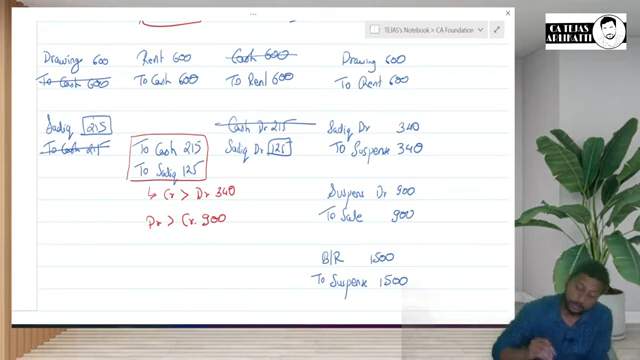 TEJAS's Notebook > CA Foundation
CA TEJAS
ARURKATTI
Drawings 600
To Cash 600
Rent 600
To Cash 600
Cash 600
To Rent 600
Drawing 600
To Rent 600
Sadiq 215
To Cash 215
To Cash 215
To Sadiq 125
↳ Cr > Dr 340
Dr > Cr. 900
Cash Dr 215
Sadiq Dr 125
Sadiq Dr 340
To Suspense 340
Suspens Dr 900
To Sale 900
B/R 1500
To Suspense 1500